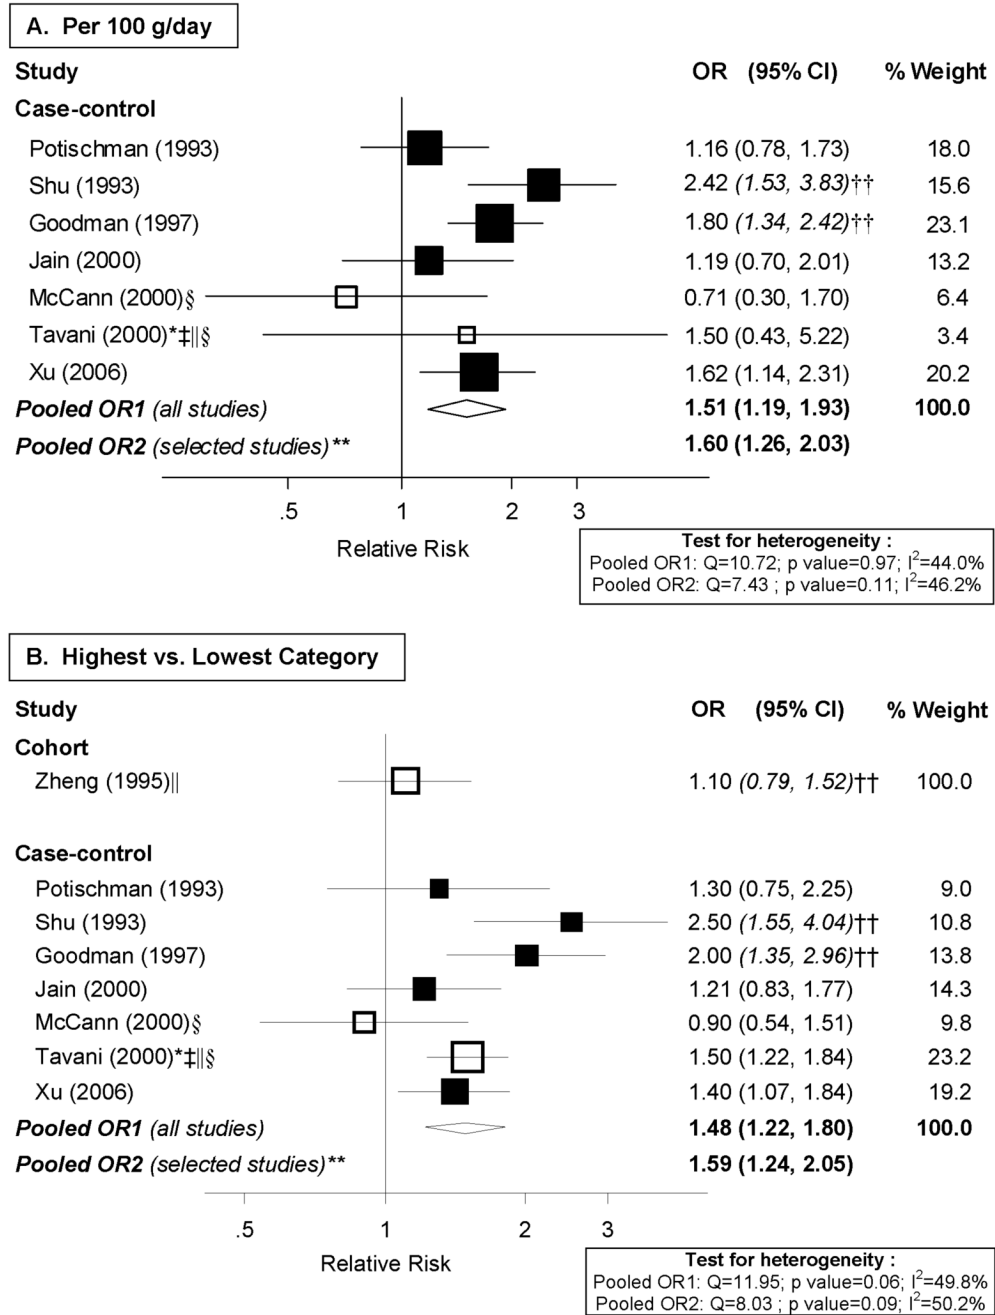 A. Per 100 g/day
Study OR (95% CI) % Weight
Case-control
Potischman (1993) 1.16 (0.78, 1.73) 18.0
Shu (1993) 2.42 (1.53, 3.83)†† 15.6
Goodman (1997) 1.80 (1.34, 2.42)†† 23.1
Jain (2000) 1.19 (0.70, 2.01) 13.2
McCann (2000)§ 0.71 (0.30, 1.70) 6.4
Tavani (2000)*‡||§ 1.50 (0.43, 5.22) 3.4
Xu (2006) 1.62 (1.14, 2.31) 20.2
Pooled OR1 (all studies) 1.51 (1.19, 1.93) 100.0
Pooled OR2 (selected studies)** 1.60 (1.26, 2.03)
.5 1 2 3
Relative Risk
Test for heterogeneity :
Pooled OR1: Q=10.72; p value=0.97; I²=44.0%
Pooled OR2: Q=7.43 ; p value=0.11; I²=46.2%
B. Highest vs. Lowest Category
Study OR (95% CI) % Weight
Cohort
Zheng (1995)|| 1.10 (0.79, 1.52)†† 100.0
Case-control
Potischman (1993) 1.30 (0.75, 2.25) 9.0
Shu (1993) 2.50 (1.55, 4.04)†† 10.8
Goodman (1997) 2.00 (1.35, 2.96)†† 13.8
Jain (2000) 1.21 (0.83, 1.77) 14.3
McCann (2000)§ 0.90 (0.54, 1.51) 9.8
Tavani (2000)*‡||§ 1.50 (1.22, 1.84) 23.2
Xu (2006) 1.40 (1.07, 1.84) 19.2
Pooled OR1 (all studies) 1.48 (1.22, 1.80) 100.0
Pooled OR2 (selected studies)** 1.59 (1.24, 2.05)
.5 1 2 3
Relative Risk
Test for heterogeneity :
Pooled OR1: Q=11.95; p value=0.06; I²=49.8%
Pooled OR2: Q=8.03 ; p value=0.09; I²=50.2%